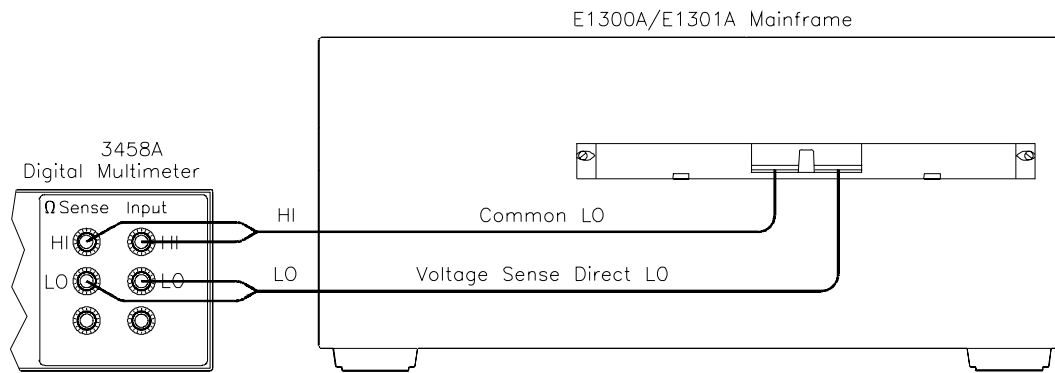 E1300A/E1301A Mainframe
3458A
Digital Multimeter
Ω Sense Input
HI HI
LO LO
HI Common LO
LO Voltage Sense Direct LO